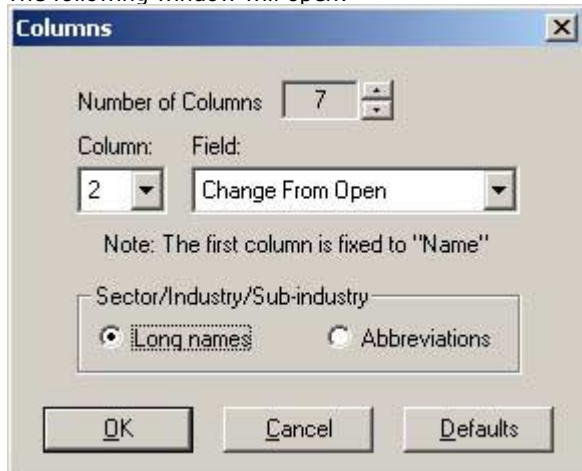 The following window will open:
Columns
Number of Columns 7
Column: Field:
2 Change From Open
Note: The first column is fixed to "Name"
Sector/Industry/Sub-industry
Long names Abbreviations
OK Cancel Defaults